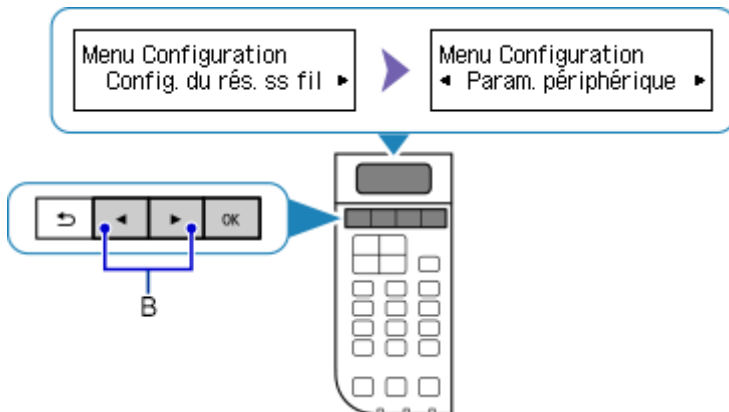 Menu Configuration
Config. du rés. ss fil ▸
Menu Configuration
◂ Param. périphérique ▸
OK
B